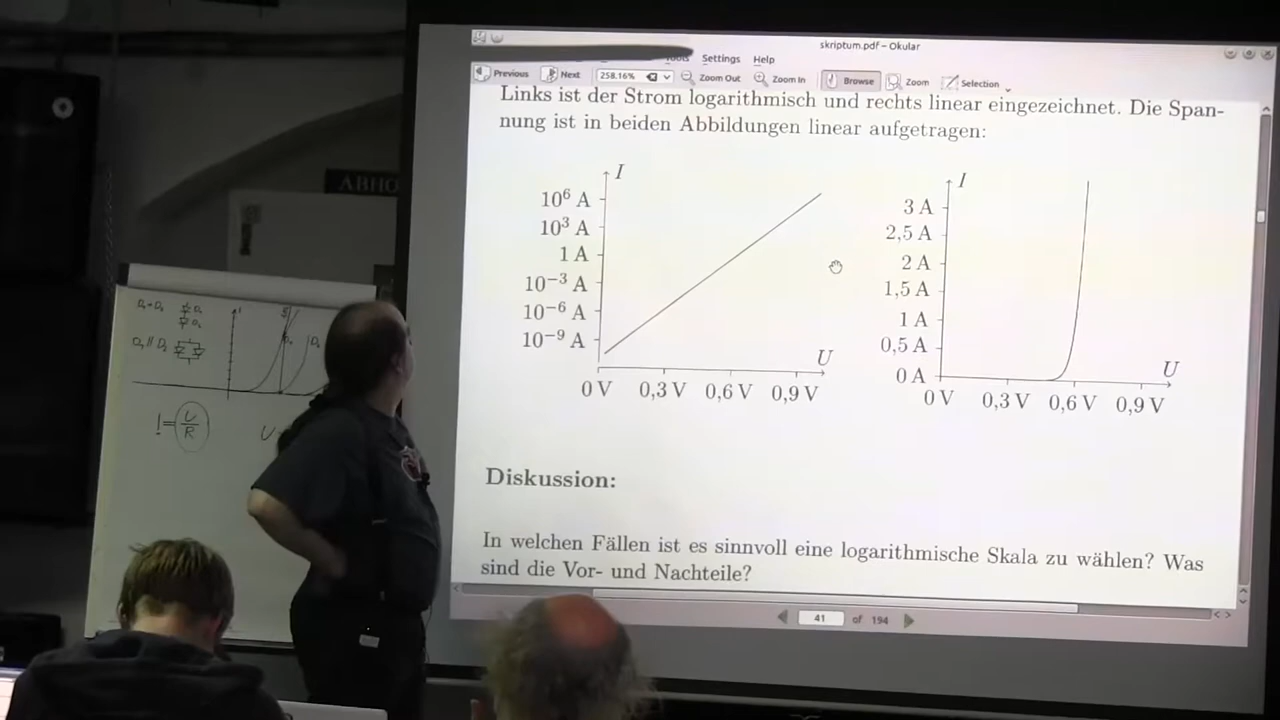 skriptum.pdf – Okular
Tools Settings Help
Previous Next 258.16% Zoom Out Zoom In Browse Zoom Selection
Links ist der Strom logarithmisch und rechts linear eingezeichnet. Die Span-
nung ist in beiden Abbildungen linear aufgetragen:
I
10⁶ A
10³ A
1 A
10⁻³ A
10⁻⁶ A
10⁻⁹ A
U
0 V 0,3 V 0,6 V 0,9 V
I
3 A
2,5 A
2 A
1,5 A
1 A
0,5 A
0 A
U
0 V 0,3 V 0,6 V 0,9 V
Diskussion:
In welchen Fällen ist es sinnvoll eine logarithmische Skala zu wählen? Was
sind die Vor- und Nachteile?
41 of 194
ABHO
I = U/R